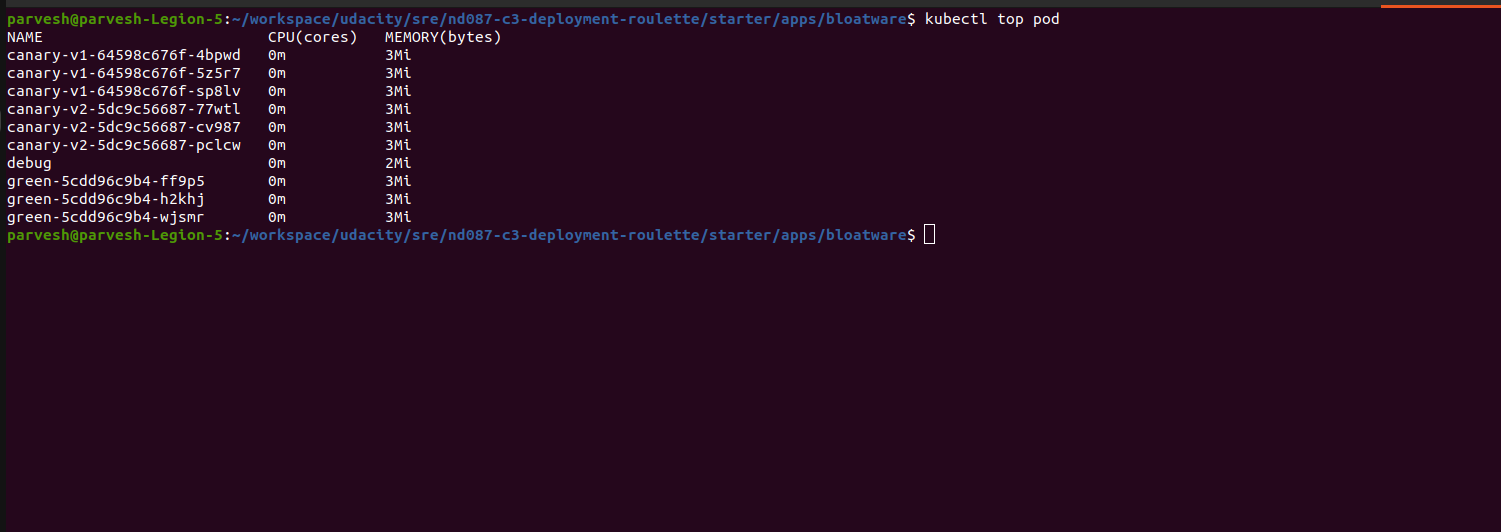 parvesh@parvesh-Legion-5:~/workspace/udacity/sre/nd087-c3-deployment-roulette/starter/apps/bloatware$ kubectl top pod
NAME                         CPU(cores)   MEMORY(bytes)
canary-v1-64598c676f-4bpwd   0m           3Mi
canary-v1-64598c676f-5z5r7   0m           3Mi
canary-v1-64598c676f-sp8lv   0m           3Mi
canary-v2-5dc9c56687-77wtl   0m           3Mi
canary-v2-5dc9c56687-cv987   0m           3Mi
canary-v2-5dc9c56687-pclcw   0m           3Mi
debug                        0m           2Mi
green-5cdd96c9b4-ff9p5       0m           3Mi
green-5cdd96c9b4-h2khj       0m           3Mi
green-5cdd96c9b4-wjsmr       0m           3Mi
parvesh@parvesh-Legion-5:~/workspace/udacity/sre/nd087-c3-deployment-roulette/starter/apps/bloatware$